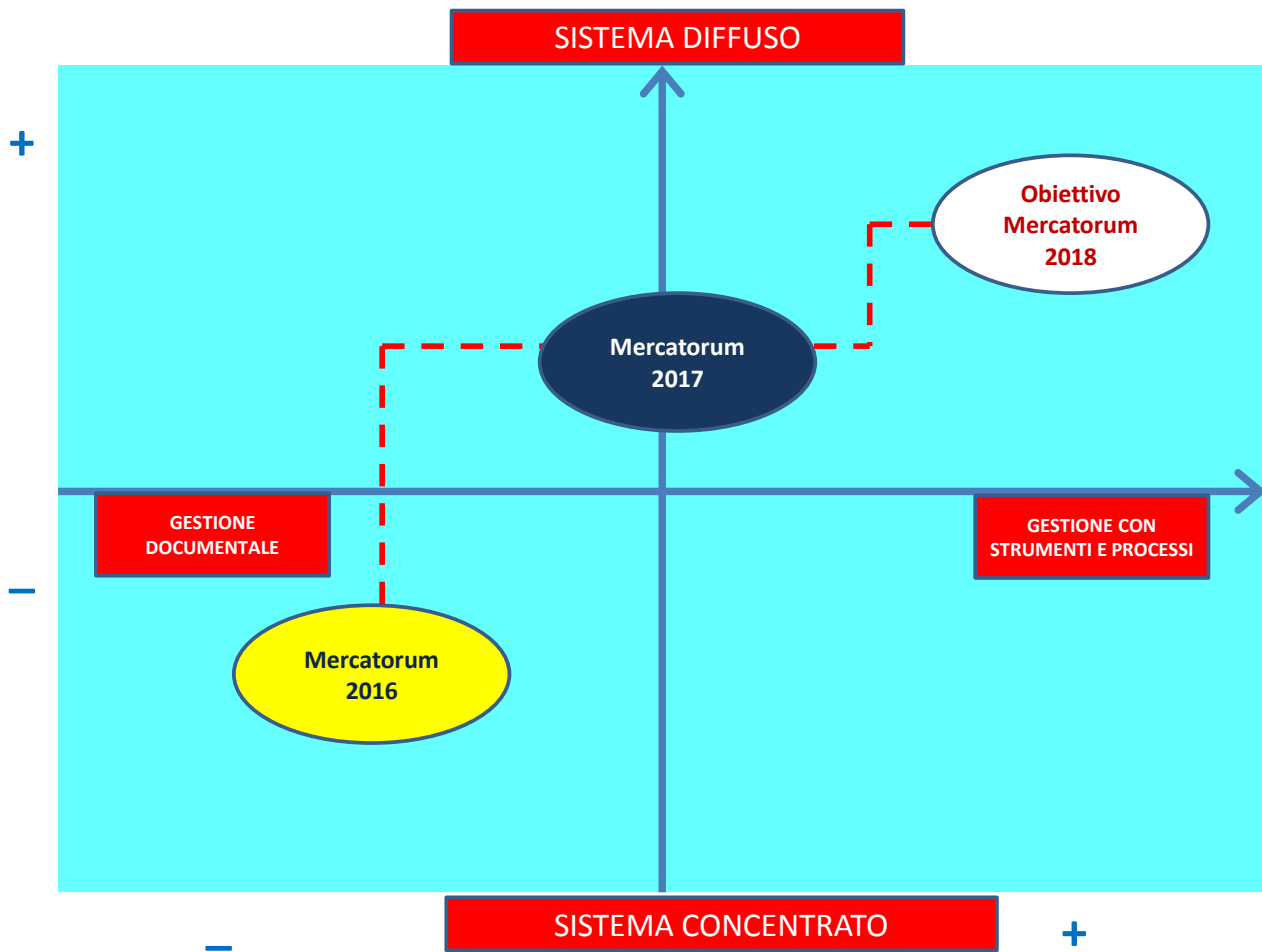 SISTEMA DIFFUSO
+
Obiettivo
Mercatorum
2018
Mercatorum
2017
GESTIONE
DOCUMENTALE
GESTIONE CON
STRUMENTI E PROCESSI
–
Mercatorum
2016
SISTEMA CONCENTRATO
–
+